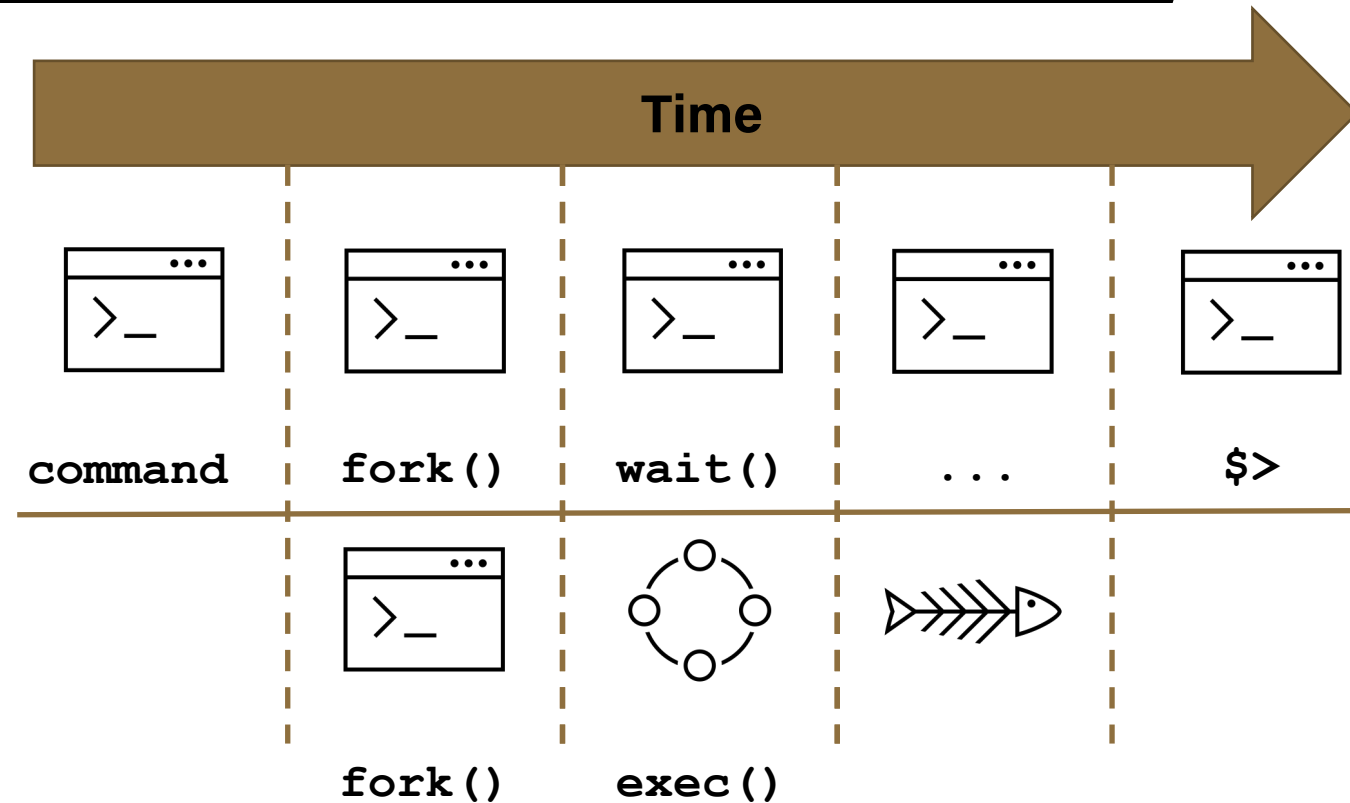 Time
>_ >_ >_ >_ >_
command fork() wait() ... $>
>_
fork() exec()